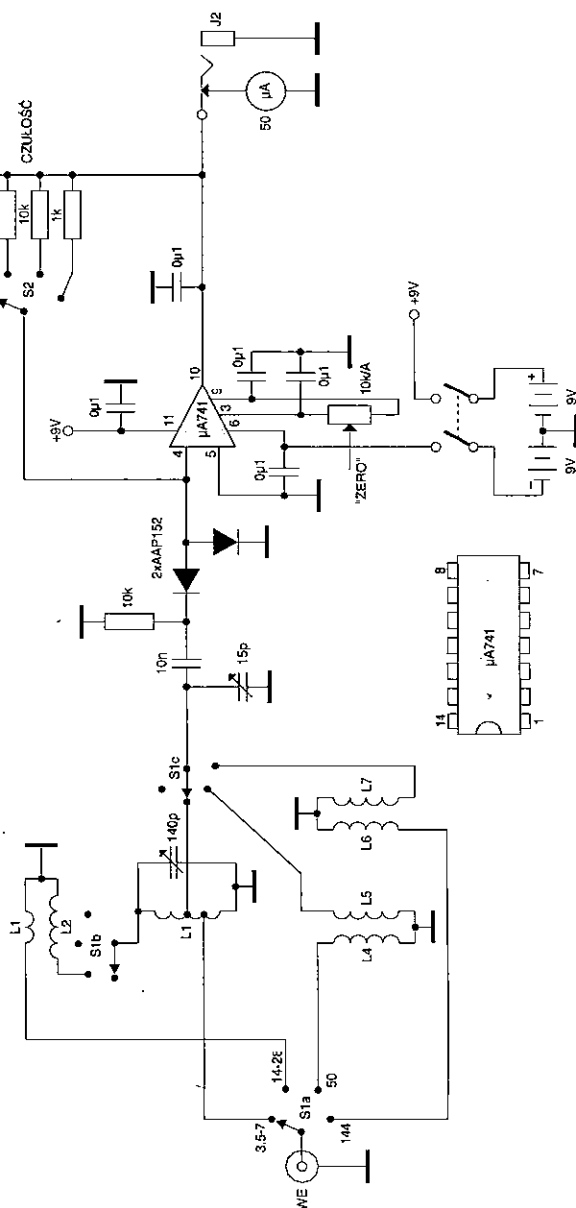 WE
3.5-7
14-28
S1a
50
144
L1
L2
S1b
140p
L1
S1c
L4
L5
L6
L7
10n
15p
10k
2xAAP152
+9V
0µ1
4
5
11
µA741
10
9
3
6
0µ1
0µ1
0µ1
0µ1
10k/A
"ZERO"
S2
10k
1k
CZUŁOŚĆ
50
µA
J2
+9V
9V
9V
+
-
14
8
µA741
1
7